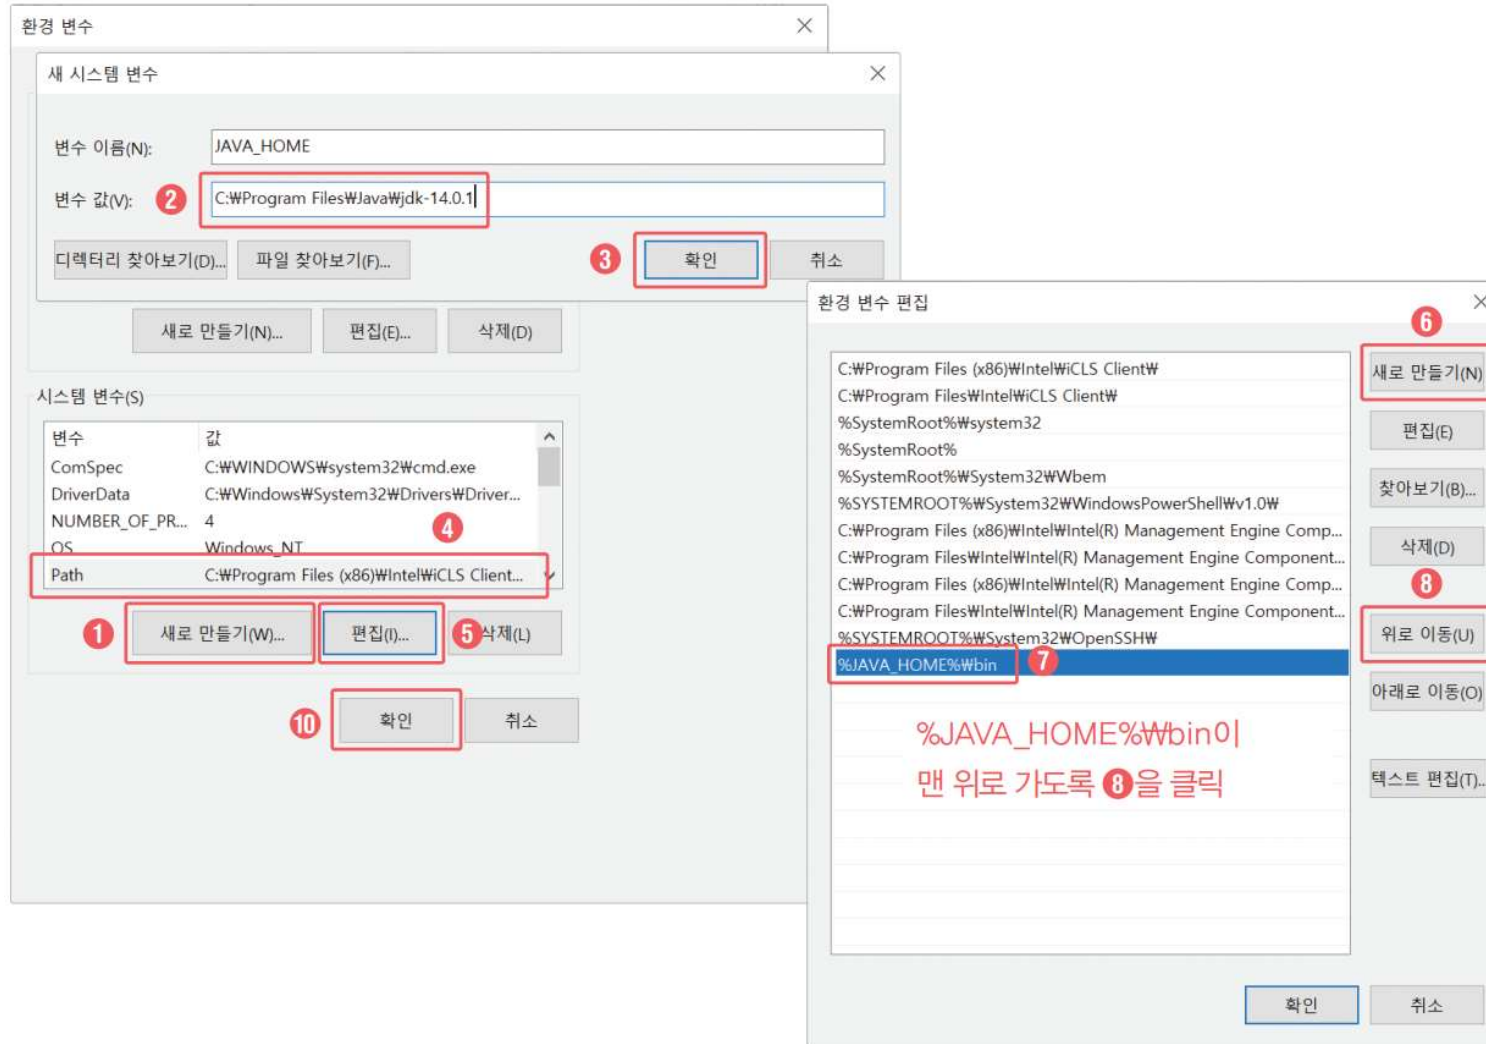 환경 변수
새 시스템 변수
변수 이름(N):
JAVA_HOME
변수 값(V):
❷
C:₩Program Files₩Java₩jdk-14.0.1
디렉터리 찾아보기(D)...
파일 찾아보기(F)...
❸
확인
취소
새로 만들기(N)...
편집(E)...
삭제(D)
시스템 변수(S)
변수 값
ComSpec C:₩WINDOWS₩system32₩cmd.exe
DriverData C:₩Windows₩System32₩Drivers₩Driver...
NUMBER_OF_PR... 4
❹
OS Windows_NT
Path C:₩Program Files (x86)₩Intel₩iCLS Client...
❶
새로 만들기(W)...
편집(I)...
❺
삭제(L)
❿
확인
취소
환경 변수 편집
❻
C:₩Program Files (x86)₩Intel₩iCLS Client₩
C:₩Program Files₩Intel₩iCLS Client₩
%SystemRoot%₩system32
%SystemRoot%
%SystemRoot%₩System32₩Wbem
%SYSTEMROOT%₩System32₩WindowsPowerShell₩v1.0₩
C:₩Program Files (x86)₩Intel₩Intel(R) Management Engine Comp...
C:₩Program Files₩Intel₩Intel(R) Management Engine Component...
C:₩Program Files (x86)₩Intel₩Intel(R) Management Engine Comp...
C:₩Program Files₩Intel₩Intel(R) Management Engine Component...
%SYSTEMROOT%₩System32₩OpenSSH₩
%JAVA_HOME%₩bin
❼
%JAVA_HOME%₩bin이
맨 위로 가도록 ❽을 클릭
새로 만들기(N)
편집(E)
찾아보기(B)...
삭제(D)
❽
위로 이동(U)
아래로 이동(O)
텍스트 편집(T)...
확인
취소